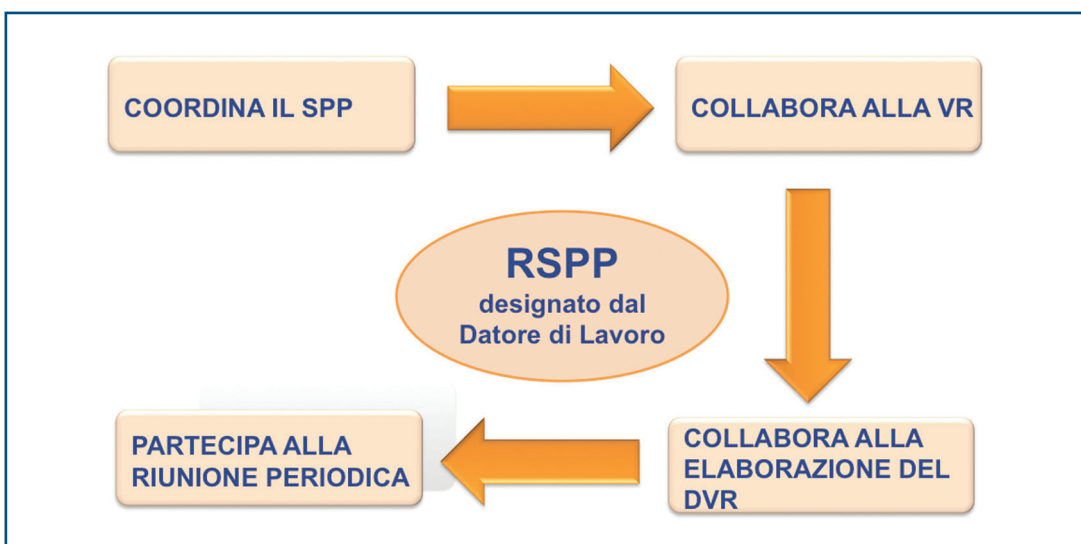 COORDINA IL SPP
COLLABORA ALLA VR
RSPP
designato dal
Datore di Lavoro
COLLABORA ALLA
ELABORAZIONE DEL
DVR
PARTECIPA ALLA
RIUNIONE PERIODICA